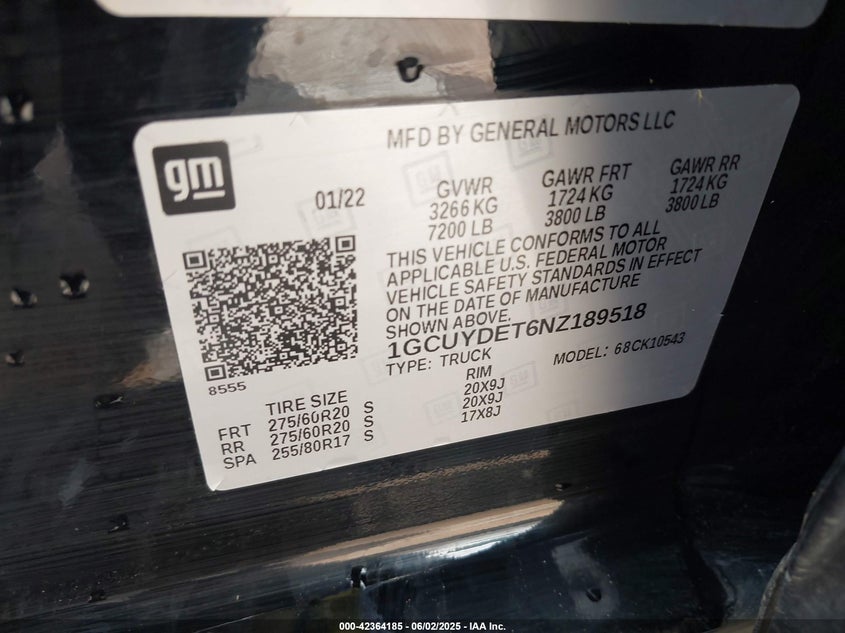 MFD BY GENERAL MOTORS LLC
gm
01/22
GVWR
3266 KG
7200 LB
GAWR FRT
1724 KG
3800 LB
GAWR RR
1724 KG
3800 LB
THIS VEHICLE CONFORMS TO ALL
APPLICABLE U.S. FEDERAL MOTOR
VEHICLE SAFETY STANDARDS IN EFFECT
ON THE DATE OF MANUFACTURE
SHOWN ABOVE.
1GCUYDET6NZ189518
TYPE: TRUCK
MODEL: 68CK10543
8555
TIRE SIZE
RIM
FRT 275/60R20 S 20X9J
RR 275/60R20 S 20X9J
SPA 255/80R17 S 17X8J
000-42364185 - 06/02/2025 - IAA Inc.